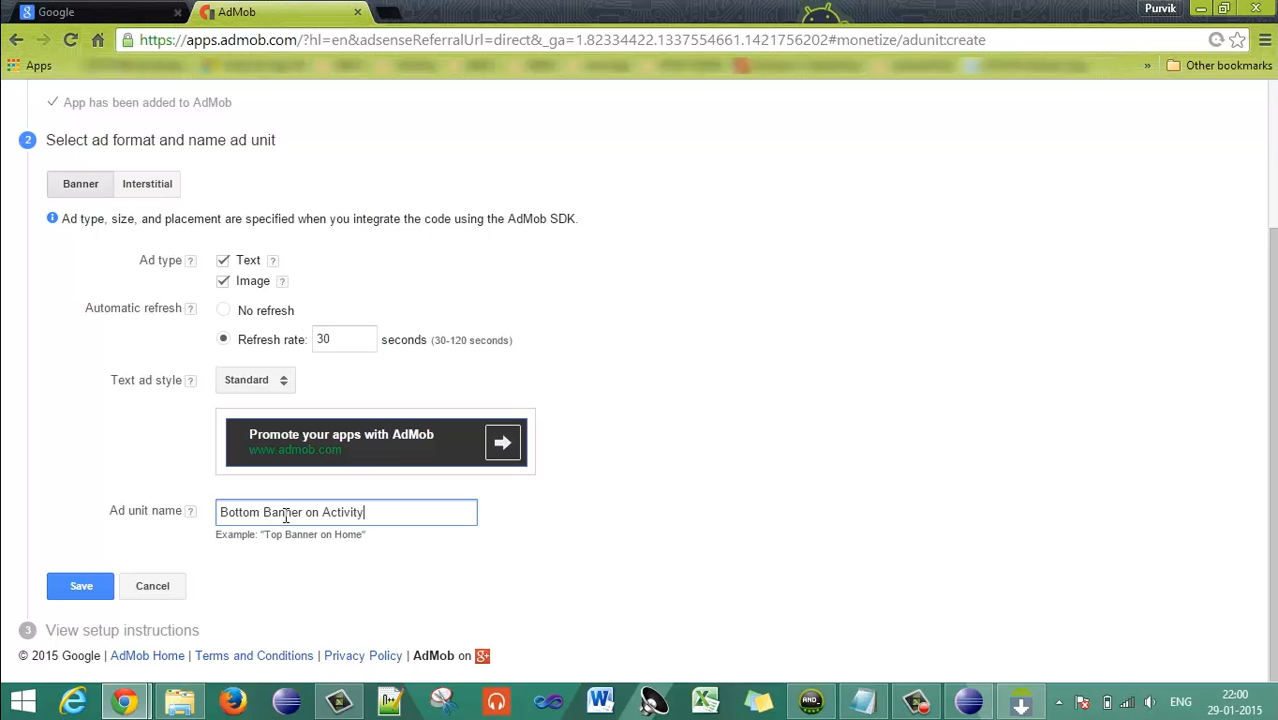 Google
AdMob
Purvik
https://apps.admob.com/?hl=en&adsenseReferralUrl=direct&_ga=1.82334422.1337554661.1421756202#monetize/adunit:create
Apps
» Other bookmarks
App has been added to AdMob
2 Select ad format and name ad unit
Banner Interstitial
Ad type, size, and placement are specified when you integrate the code using the AdMob SDK.
Ad type ? Text ?
Image ?
Automatic refresh ? No refresh
Refresh rate: 30 seconds (30-120 seconds)
Text ad style ? Standard
Promote your apps with AdMob
www.admob.com
Ad unit name ? Bottom Banner on Activity
Example: "Top Banner on Home"
Save Cancel
3 View setup instructions
© 2015 Google | AdMob Home | Terms and Conditions | Privacy Policy | AdMob on g+
ENG
22:00
29-01-2015